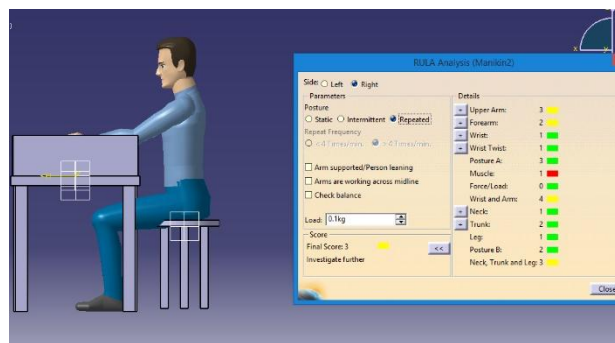 RULA Analysis (Manikin2)
Side: Left Right
Parameters
Posture
Static Intermittent Repeated
Repeat Frequency
Arm supported/Person leaning
Arms are working across midline
Check balance
Load: 0.1kg
Score
Final Score: 3
<<
Investigate further
Details
+ Upper Arm: 3
+ Forearm: 2
+ Wrist: 1
+ Wrist Twist: 1
Posture A: 3
Muscle: 1
Force/Load: 0
Wrist and Arm: 4
+ Neck: 1
+ Trunk: 2
Leg: 1
Posture B: 2
Neck, Trunk and Leg: 3
Close
x
y